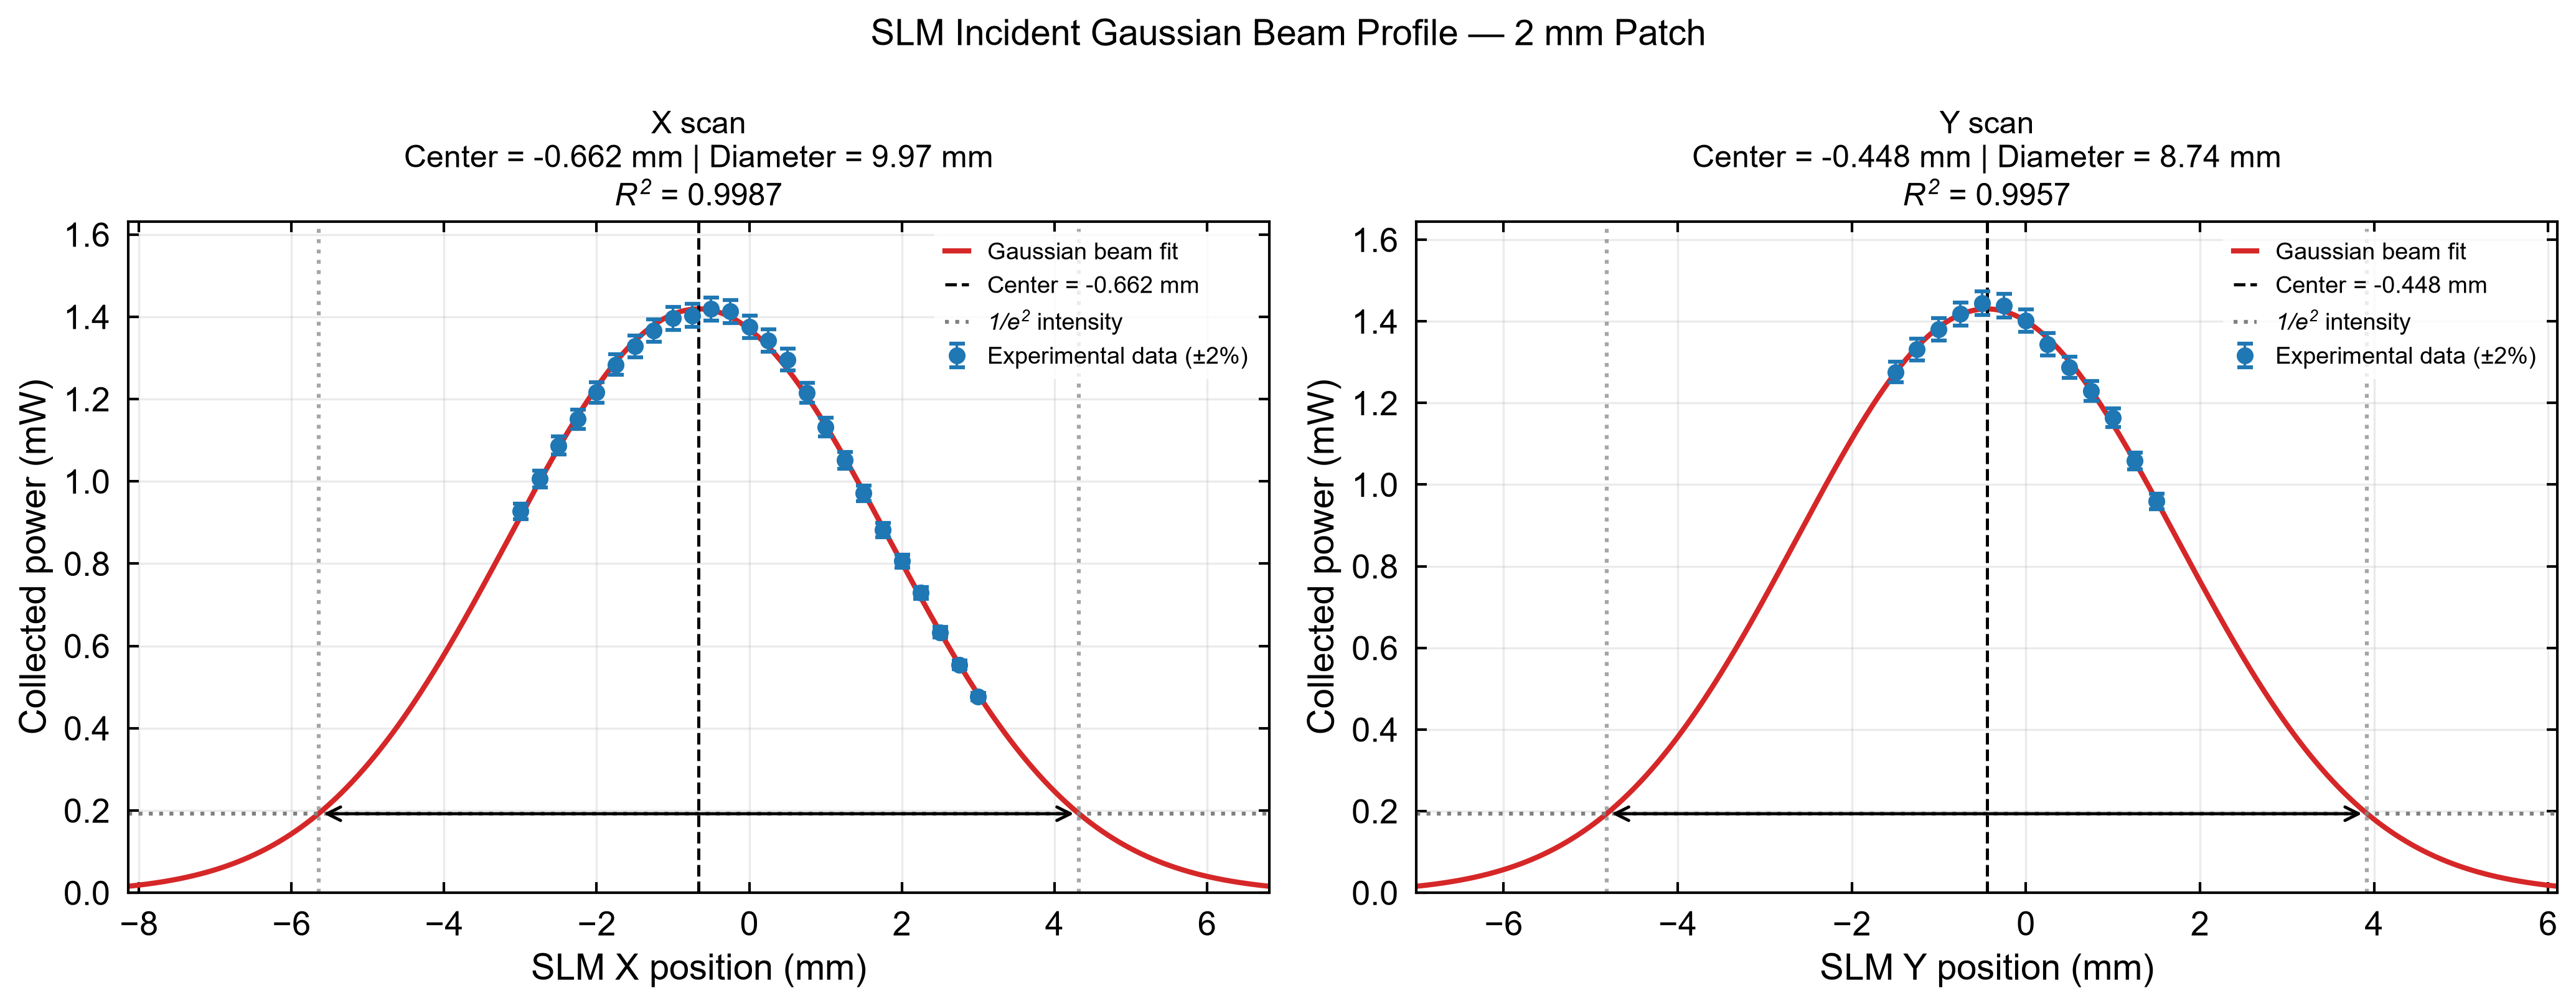 SLM Incident Gaussian Beam Profile — 2 mm Patch
X scan
Center = -0.662 mm | Diameter = 9.97 mm
R² = 0.9987
1.6
1.4
1.2
1.0
0.8
0.6
0.4
0.2
0.0
Collected power (mW)
Gaussian beam fit
Center = -0.662 mm
1/e² intensity
Experimental data (±2%)
−8 −6 −4 −2 0 2 4 6
SLM X position (mm)
Y scan
Center = -0.448 mm | Diameter = 8.74 mm
R² = 0.9957
1.6
1.4
1.2
1.0
0.8
0.6
0.4
0.2
0.0
Collected power (mW)
Gaussian beam fit
Center = -0.448 mm
1/e² intensity
Experimental data (±2%)
−6 −4 −2 0 2 4 6
SLM Y position (mm)